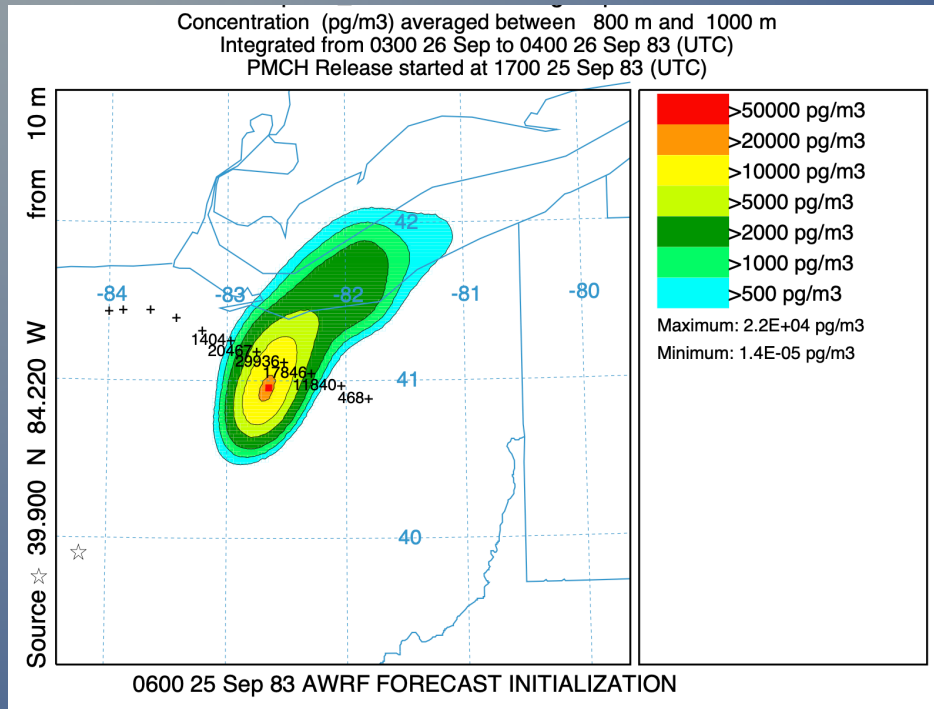 Concentration (pg/m3) averaged between 800 m and 1000 m
Integrated from 0300 26 Sep to 0400 26 Sep 83 (UTC)
PMCH Release started at 1700 25 Sep 83 (UTC)
Source ☆ 39.900 N 84.220 W from 10 m
42
-84
-83
-82
-81
-80
1404+
20467+
29936+
17846+
11840+
468+
41
40
>50000 pg/m3
>20000 pg/m3
>10000 pg/m3
>5000 pg/m3
>2000 pg/m3
>1000 pg/m3
>500 pg/m3
Maximum: 2.2E+04 pg/m3
Minimum: 1.4E-05 pg/m3
0600 25 Sep 83 AWRF FORECAST INITIALIZATION